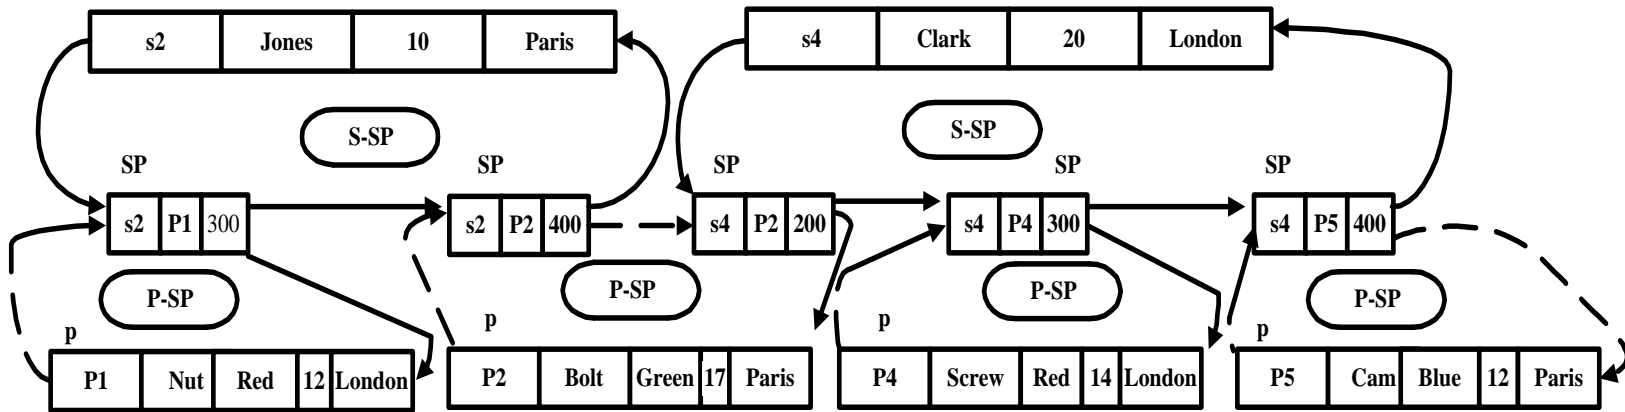 s2 Jones 10 Paris
s4 Clark 20 London
S-SP
S-SP
SP
SP
SP
SP
SP
s2 P1 300
s2 P2 400
s4 P2 200
s4 P4 300
s4 P5 400
P-SP
P-SP
P-SP
P-SP
p
p
p
p
P1 Nut Red 12 London
P2 Bolt Green 17 Paris
P4 Screw Red 14 London
P5 Cam Blue 12 Paris